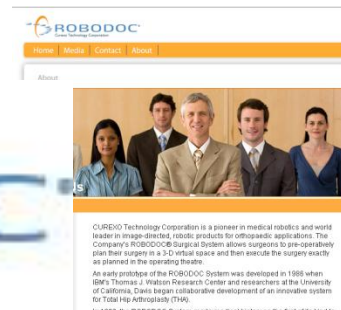 ROBODOC
Curexo Technology Corporation
Home Media Contact About
About
CUREXO Technology Corporation is a pioneer in medical robotics and world
leader in image-directed, robotic products for orthopaedic applications. The
Company's ROBODOC® Surgical System allows surgeons to pre-operatively
plan their surgery in a 3-D virtual space and then execute the surgery exactly
as planned in the operating theatre.
An early prototype of the ROBODOC System was developed in 1986 when
IBM's Thomas J. Watson Research Center and researchers at the University
of California, Davis began collaborative development of an innovative system
for Total Hip Arthroplasty (THA).